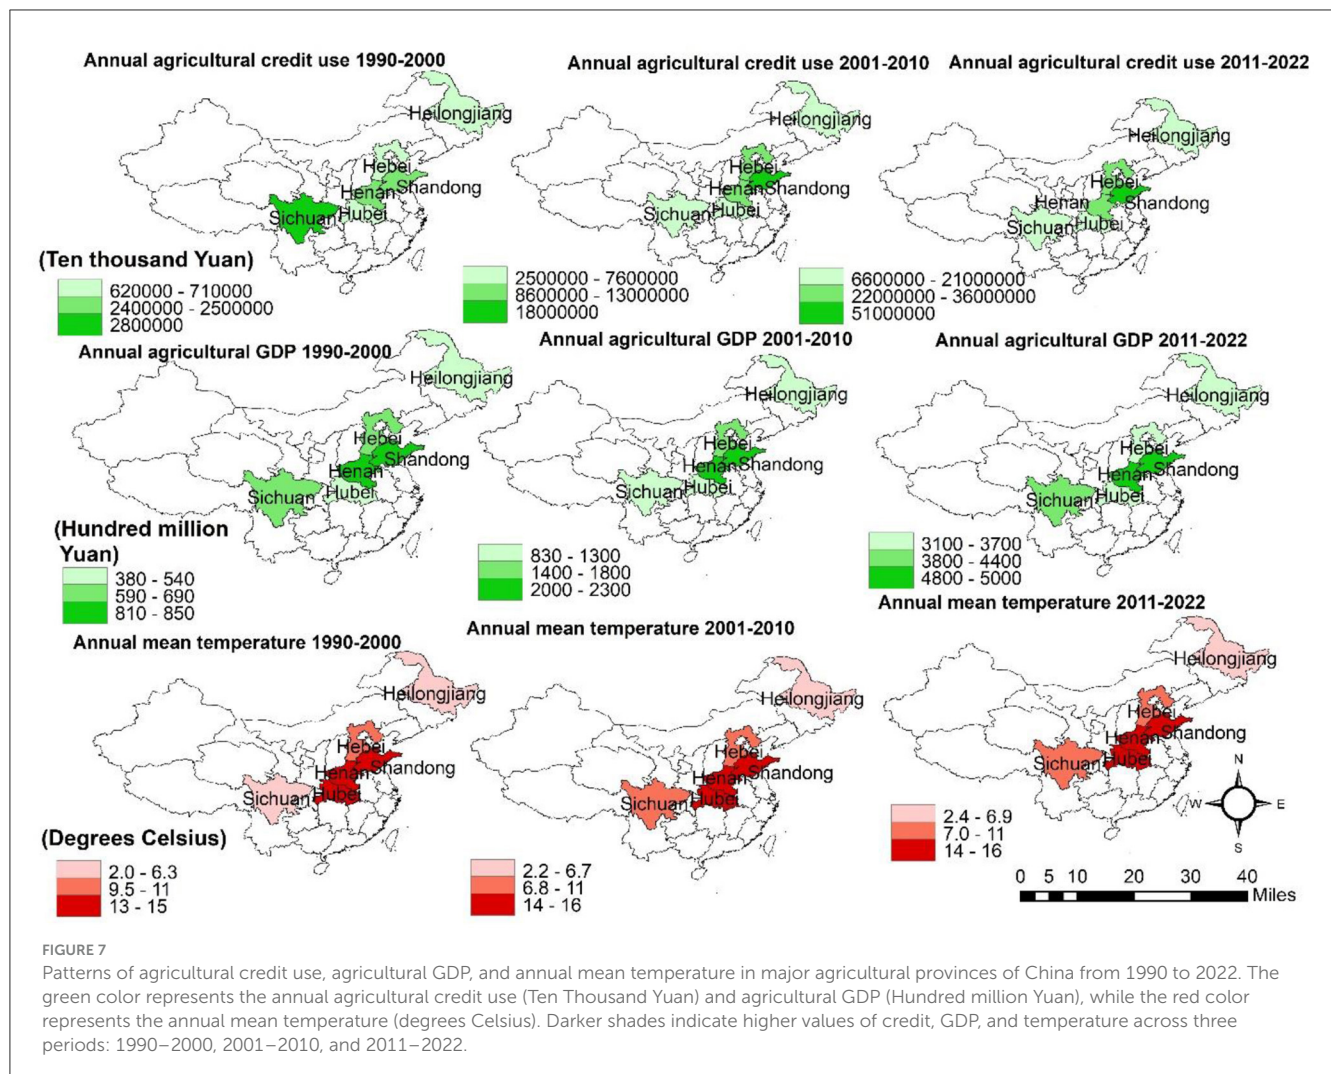 Annual agricultural credit use 1990-2000
Annual agricultural credit use 2001-2010
Annual agricultural credit use 2011-2022
Heilongjiang
Hebei
Shandong
Henan
Sichuan
Hubei
Heilongjiang
Hebei
Shandong
Henan
Sichuan
Hubei
Heilongjiang
Hebei
Shandong
Henan
Sichuan
Hubei
(Ten thousand Yuan)
620000 - 710000
2400000 - 2500000
2800000
2500000 - 7600000
8600000 - 13000000
18000000
6600000 - 21000000
22000000 - 36000000
51000000
Annual agricultural GDP 1990-2000
Annual agricultural GDP 2001-2010
Annual agricultural GDP 2011-2022
Heilongjiang
Hebei
Shandong
Henan
Sichuan
Hubei
Heilongjiang
Hebei
Shandong
Henan
Sichuan
Hubei
Heilongjiang
Hebei
Shandong
Henan
Sichuan
Hubei
(Hundred million
Yuan)
380 - 540
590 - 690
810 - 850
830 - 1300
1400 - 1800
2000 - 2300
3100 - 3700
3800 - 4400
4800 - 5000
Annual mean temperature 1990-2000
Annual mean temperature 2001-2010
Annual mean temperature 2011-2022
Heilongjiang
Hebei
Shandong
Henan
Sichuan
Hubei
Heilongjiang
Hebei
Shandong
Henan
Sichuan
Hubei
Heilongjiang
Hebei
Shandong
Henan
Sichuan
Hubei
(Degrees Celsius)
2.0 - 6.3
9.5 - 11
13 - 15
2.2 - 6.7
6.8 - 11
14 - 16
2.4 - 6.9
7.0 - 11
14 - 16
N
W
E
S
0 5 10 20 30 40
Miles
FIGURE 7
Patterns of agricultural credit use, agricultural GDP, and annual mean temperature in major agricultural provinces of China from 1990 to 2022. The
green color represents the annual agricultural credit use (Ten Thousand Yuan) and agricultural GDP (Hundred million Yuan), while the red color
represents the annual mean temperature (degrees Celsius). Darker shades indicate higher values of credit, GDP, and temperature across three
periods: 1990–2000, 2001–2010, and 2011–2022.